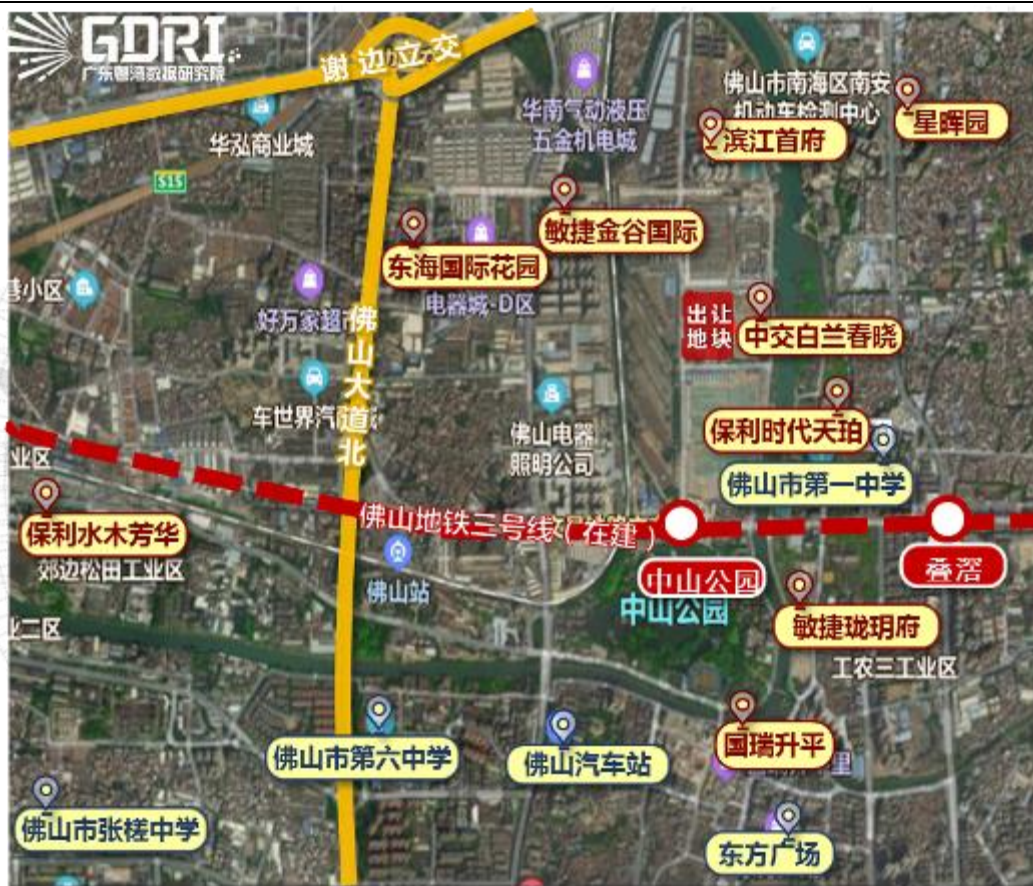 GDRI
广东粤湾数据研究院
谢边立交
佛山市南海区南安
机动车检测中心
星晖园
华南气动液压
五金机电城
滨江首府
华泓商业城
S15
敏捷金谷国际
东海国际花园
电器城-D区
巷小区
好万家超市
出让
地块
中交白兰春晓
佛山大道北
车世界汽
佛山电器
照明公司
保利时代天珀
佛山市第一中学
业区
保利水木芳华
郊边松田工业区
佛山地铁三号线（在建）
佛山站
中山公园
叠滘
中山公园
敏捷珑玥府
工农三工业区
业二区
国瑞升平
里
佛山市第六中学
佛山汽车站
佛山市张槎中学
东方广场